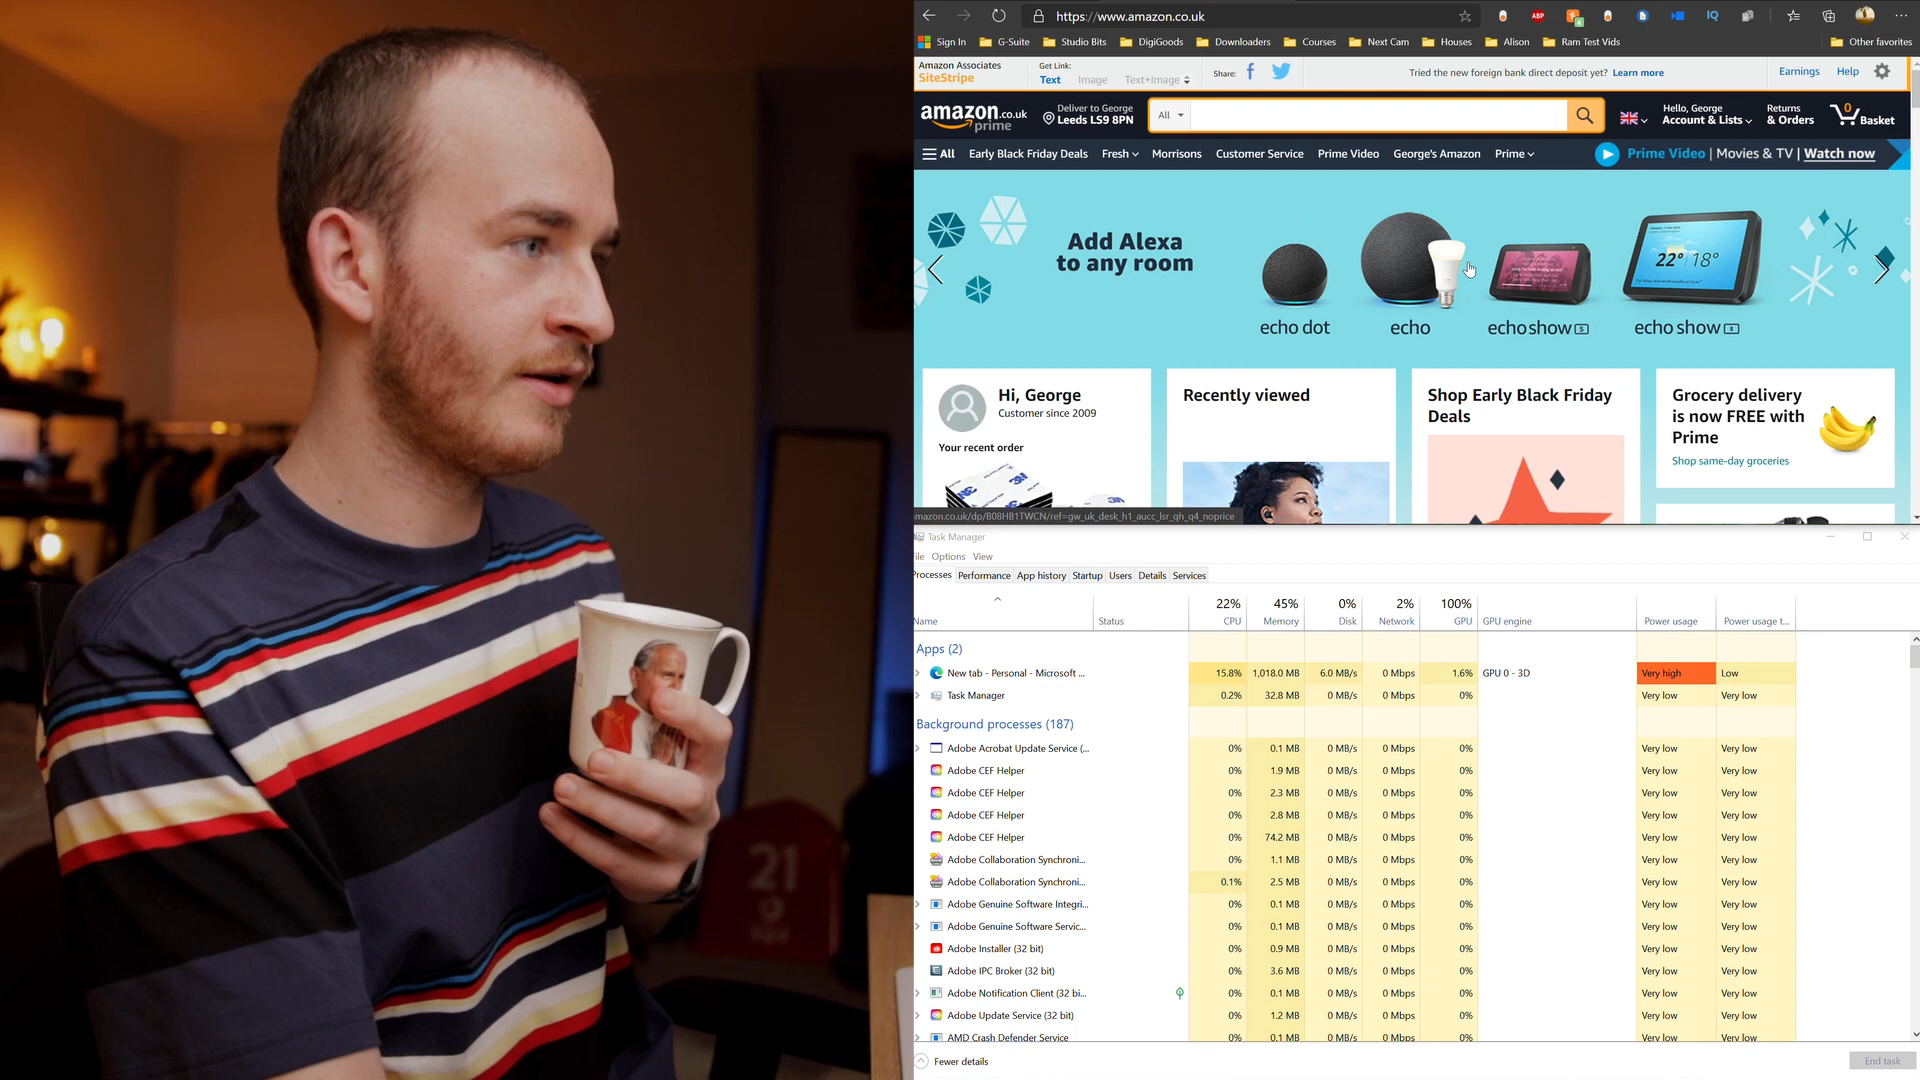 https://www.amazon.co.uk
ABP
IQ
Sign In G-Suite Studio Bits DigiGoods Downloaders Courses Next Cam Houses Alison Ram Test Vids Other favorites
Amazon Associates
SiteStripe
Get Link:
Text Image Text+Image
Share:
Tried the new foreign bank direct deposit yet? Learn more
Earnings Help
amazon.co.uk
prime
Deliver to George
Leeds LS9 8PN
All
Hello, George
Account & Lists
Returns
& Orders
0
Basket
All Early Black Friday Deals Fresh Morrisons Customer Service Prime Video George's Amazon Prime
Prime Video | Movies & TV | Watch now
Add Alexa
to any room
22° 18°
echo dot echo echo show 5 echo show 8
Hi, George
Customer since 2009
Your recent order
Recently viewed
Shop Early Black Friday
Deals
Grocery delivery
is now FREE with
Prime
Shop same-day groceries
mazon.co.uk/dp/B08HB1TWCN/ref=gw_uk_desk_h1_aucc_lsr_qh_q4_noprice
Task Manager
ile Options View
Processes Performance App history Startup Users Details Services
22% 45% 0% 2% 100%
Name Status CPU Memory Disk Network GPU GPU engine Power usage Power usage t...
Apps (2)
New tab - Personal - Microsoft ... 15.8% 1,018.0 MB 6.0 MB/s 0 Mbps 1.6% GPU 0 - 3D Very high Low
Task Manager 0.2% 32.8 MB 0 MB/s 0 Mbps 0% Very low Very low
Background processes (187)
Adobe Acrobat Update Service (... 0% 0.1 MB 0 MB/s 0 Mbps 0% Very low Very low
Adobe CEF Helper 0% 1.9 MB 0 MB/s 0 Mbps 0% Very low Very low
Adobe CEF Helper 0% 2.3 MB 0 MB/s 0 Mbps 0% Very low Very low
Adobe CEF Helper 0% 2.8 MB 0 MB/s 0 Mbps 0% Very low Very low
Adobe CEF Helper 0% 74.2 MB 0 MB/s 0 Mbps 0% Very low Very low
Adobe Collaboration Synchroni... 0% 1.1 MB 0 MB/s 0 Mbps 0% Very low Very low
Adobe Collaboration Synchroni... 0.1% 2.5 MB 0 MB/s 0 Mbps 0% Very low Very low
Adobe Genuine Software Integri... 0% 0.1 MB 0 MB/s 0 Mbps 0% Very low Very low
Adobe Genuine Software Servic... 0% 0.1 MB 0 MB/s 0 Mbps 0% Very low Very low
Adobe Installer (32 bit) 0% 0.9 MB 0 MB/s 0 Mbps 0% Very low Very low
Adobe IPC Broker (32 bit) 0% 3.6 MB 0 MB/s 0 Mbps 0% Very low Very low
Adobe Notification Client (32 bi... 0% 0.1 MB 0 MB/s 0 Mbps 0% Very low Very low
Adobe Update Service (32 bit) 0% 1.2 MB 0 MB/s 0 Mbps 0% Very low Very low
AMD Crash Defender Service 0% 0.1 MB 0 MB/s 0 Mbps 0% Very low Very low
Fewer details
End task
21